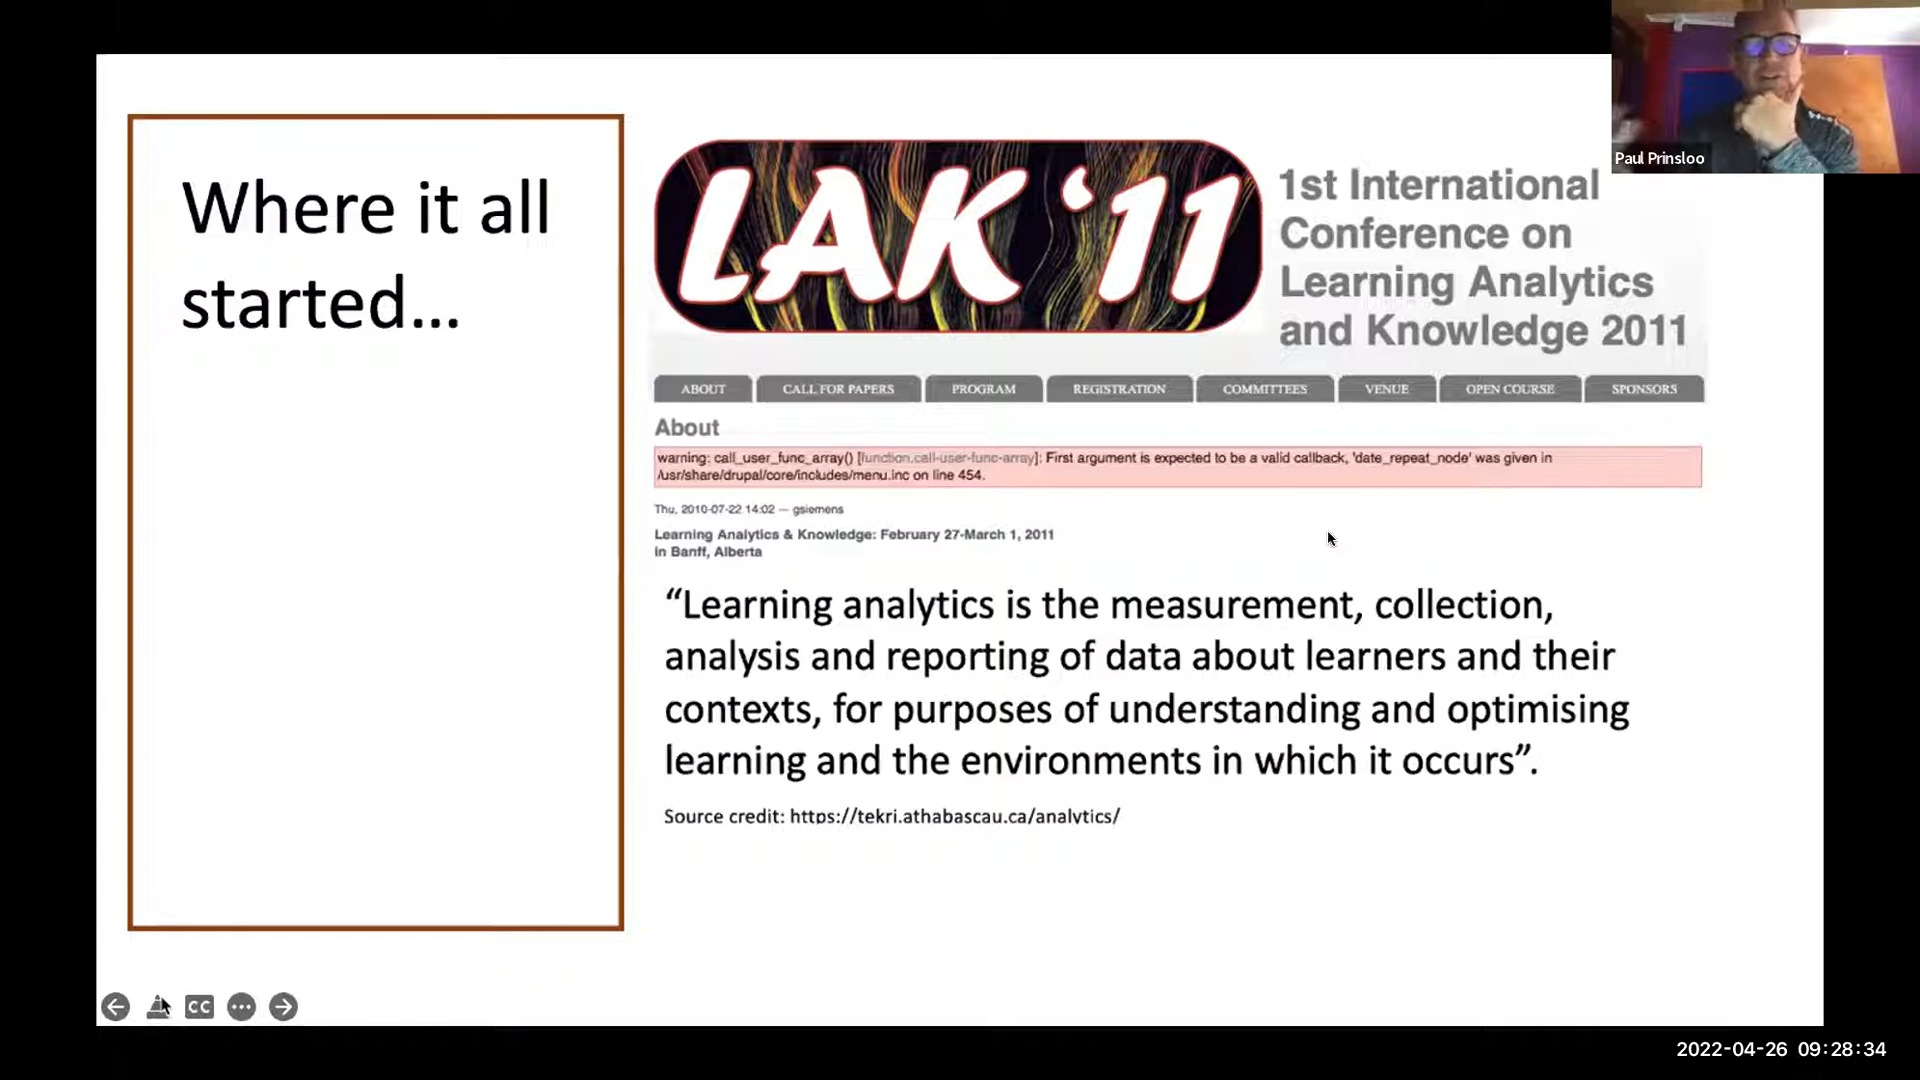 Where it all
started...
LAK ‘11
1st International
Conference on
Learning Analytics
and Knowledge 2011
Paul Prinsloo
ABOUT CALL FOR PAPERS PROGRAM REGISTRATION COMMITTEES VENUE OPEN COURSE SPONSORS
About
warning: call_user_func_array() [function.call-user-func-array]: First argument is expected to be a valid callback, 'date_repeat_node' was given in
/usr/share/drupal/core/includes/menu.inc on line 454.
Thu, 2010-07-22 14:02 — gsiemens
Learning Analytics & Knowledge: February 27-March 1, 2011
in Banff, Alberta
“Learning analytics is the measurement, collection,
analysis and reporting of data about learners and their
contexts, for purposes of understanding and optimising
learning and the environments in which it occurs”.
Source credit: https://tekri.athabascau.ca/analytics/
CC
2022-04-26 09:28:34